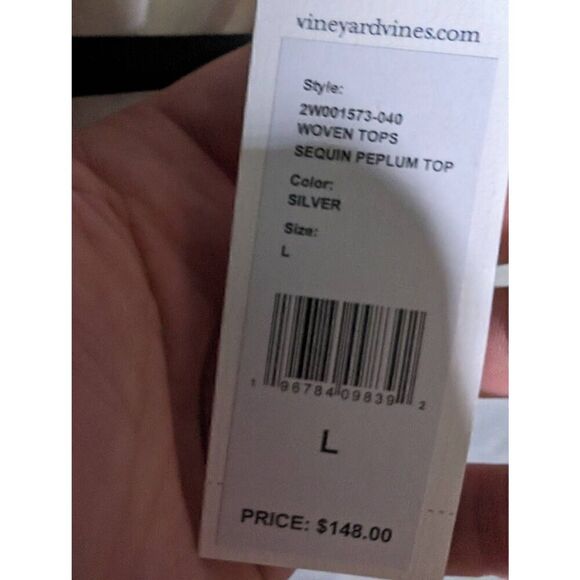 vineyardvines.com
Style:
2W001573-040
WOVEN TOPS
SEQUIN PEPLUM TOP
Color:
SILVER
Size:
L
1 96784 09839 2
L
PRICE: $148.00